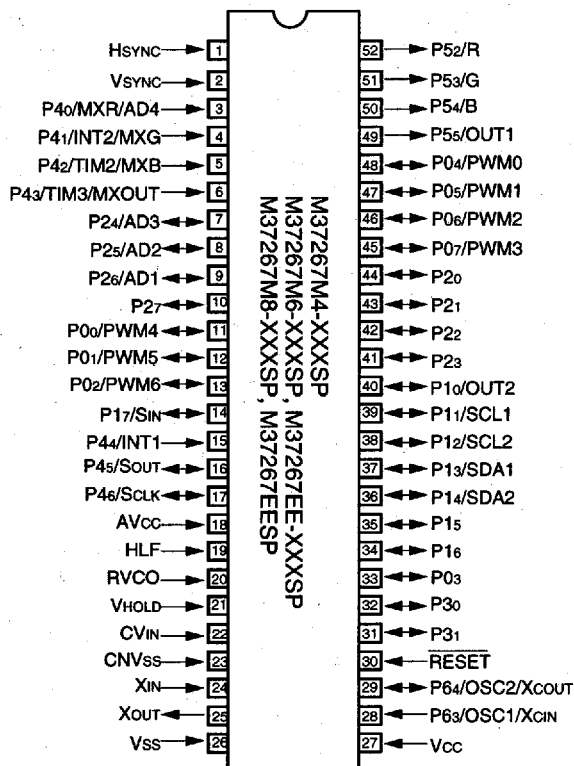 HSYNC 1
VSYNC 2
P40/MXR/AD4 3
P41/INT2/MXG 4
P42/TIM2/MXB 5
P43/TIM3/MXOUT 6
P24/AD3 7
P25/AD2 8
P26/AD1 9
P27 10
P00/PWM4 11
P01/PWM5 12
P02/PWM6 13
P17/SIN 14
P44/INT1 15
P45/SOUT 16
P46/SCLK 17
AVCC 18
HLF 19
RVCO 20
VHOLD 21
CVIN 22
CNVSS 23
XIN 24
XOUT 25
VSS 26
M37267M4-XXXSP
M37267M6-XXXSP, M37267EE-XXXSP
M37267M8-XXXSP, M37267EESP
52 P52/R
51 P53/G
50 P54/B
49 P55/OUT1
48 P04/PWM0
47 P05/PWM1
46 P06/PWM2
45 P07/PWM3
44 P20
43 P21
42 P22
41 P23
40 P10/OUT2
39 P11/SCL1
38 P12/SCL2
37 P13/SDA1
36 P14/SDA2
35 P15
34 P16
33 P03
32 P30
31 P31
30 RESET
29 P64/OSC2/XCOUT
28 P63/OSC1/XCIN
27 VCC